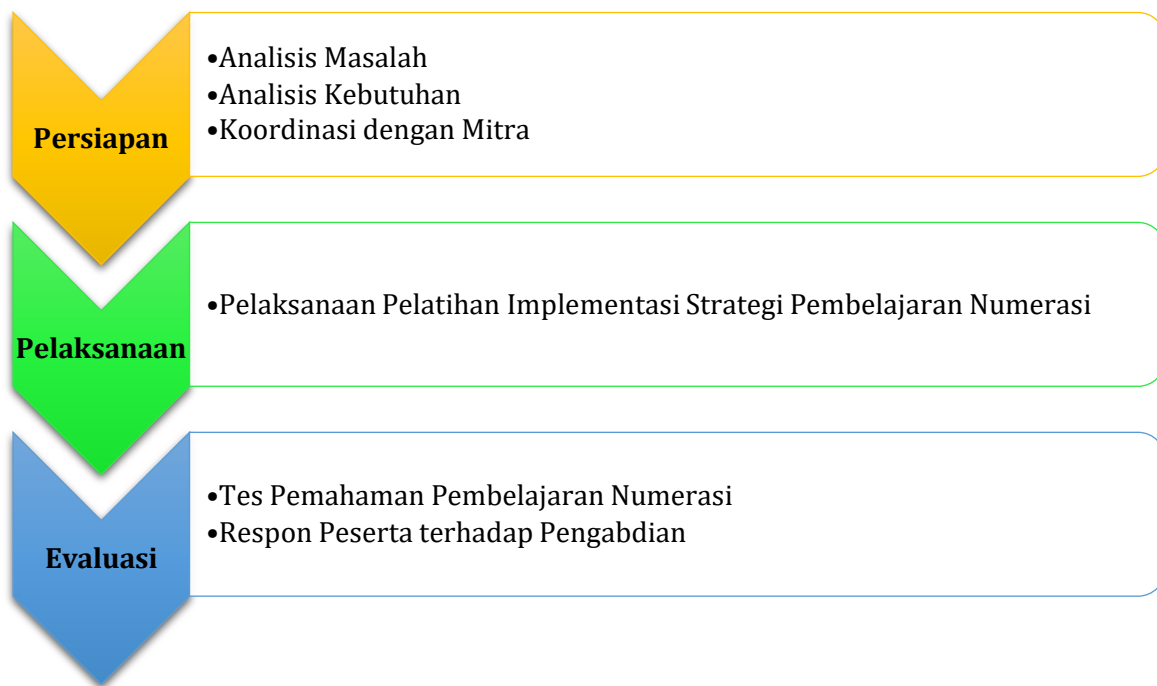 Persiapan
•Analisis Masalah
•Analisis Kebutuhan
•Koordinasi dengan Mitra
Pelaksanaan
•Pelaksanaan Pelatihan Implementasi Strategi Pembelajaran Numerasi
Evaluasi
•Tes Pemahaman Pembelajaran Numerasi
•Respon Peserta terhadap Pengabdian